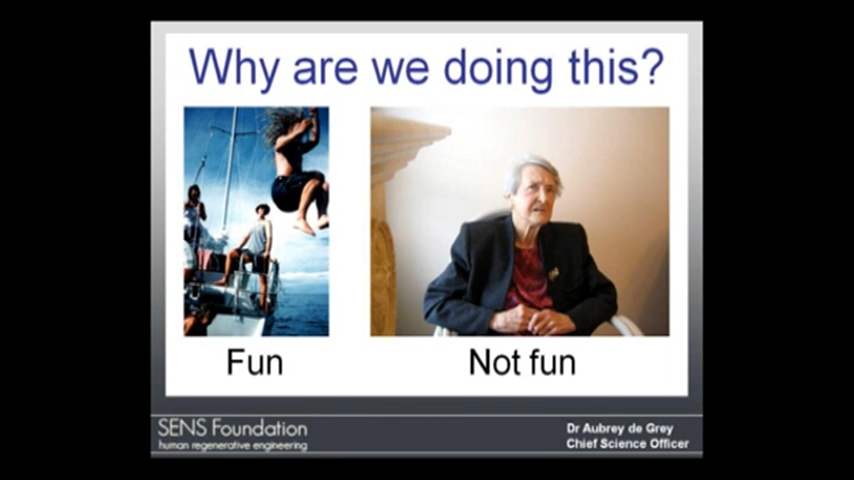 Why are we doing this?
Fun
Not fun
SENS Foundation
human regenerative engineering
Dr Aubrey de Grey
Chief Science Officer